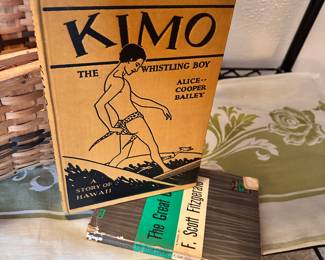 KIMO
THE WHISTLING BOY
ALICE--
COOPER
BAILEY
A STORY OF
HAWAII
The Great
F. Scott Fitzgerald